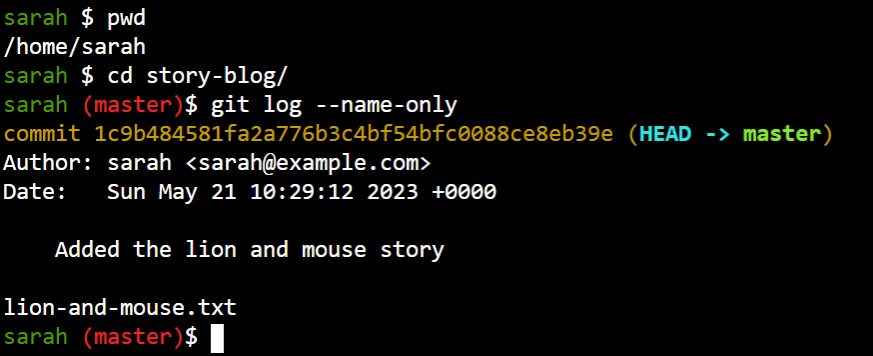 sarah $ pwd
/home/sarah
sarah $ cd story-blog/
sarah (master)$ git log --name-only
commit 1c9b484581fa2a776b3c4bf54bfc0088ce8eb39e (HEAD -> master)
Author: sarah <sarah@example.com>
Date:   Sun May 21 10:29:12 2023 +0000
    Added the lion and mouse story
lion-and-mouse.txt
sarah (master)$